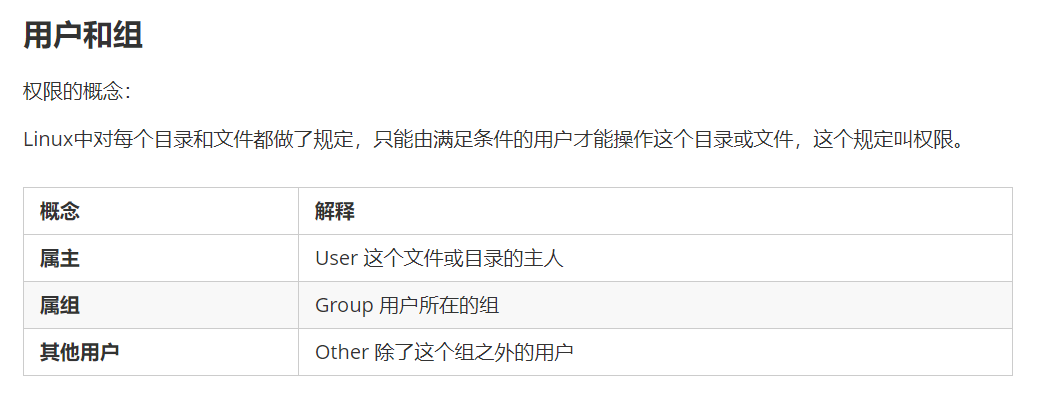 用户和组
权限的概念：
Linux中对每个目录和文件都做了规定，只能由满足条件的用户才能操作这个目录或文件，这个规定叫权限。
概念 解释
属主 User 这个文件或目录的主人
属组 Group 用户所在的组
其他用户 Other 除了这个组之外的用户